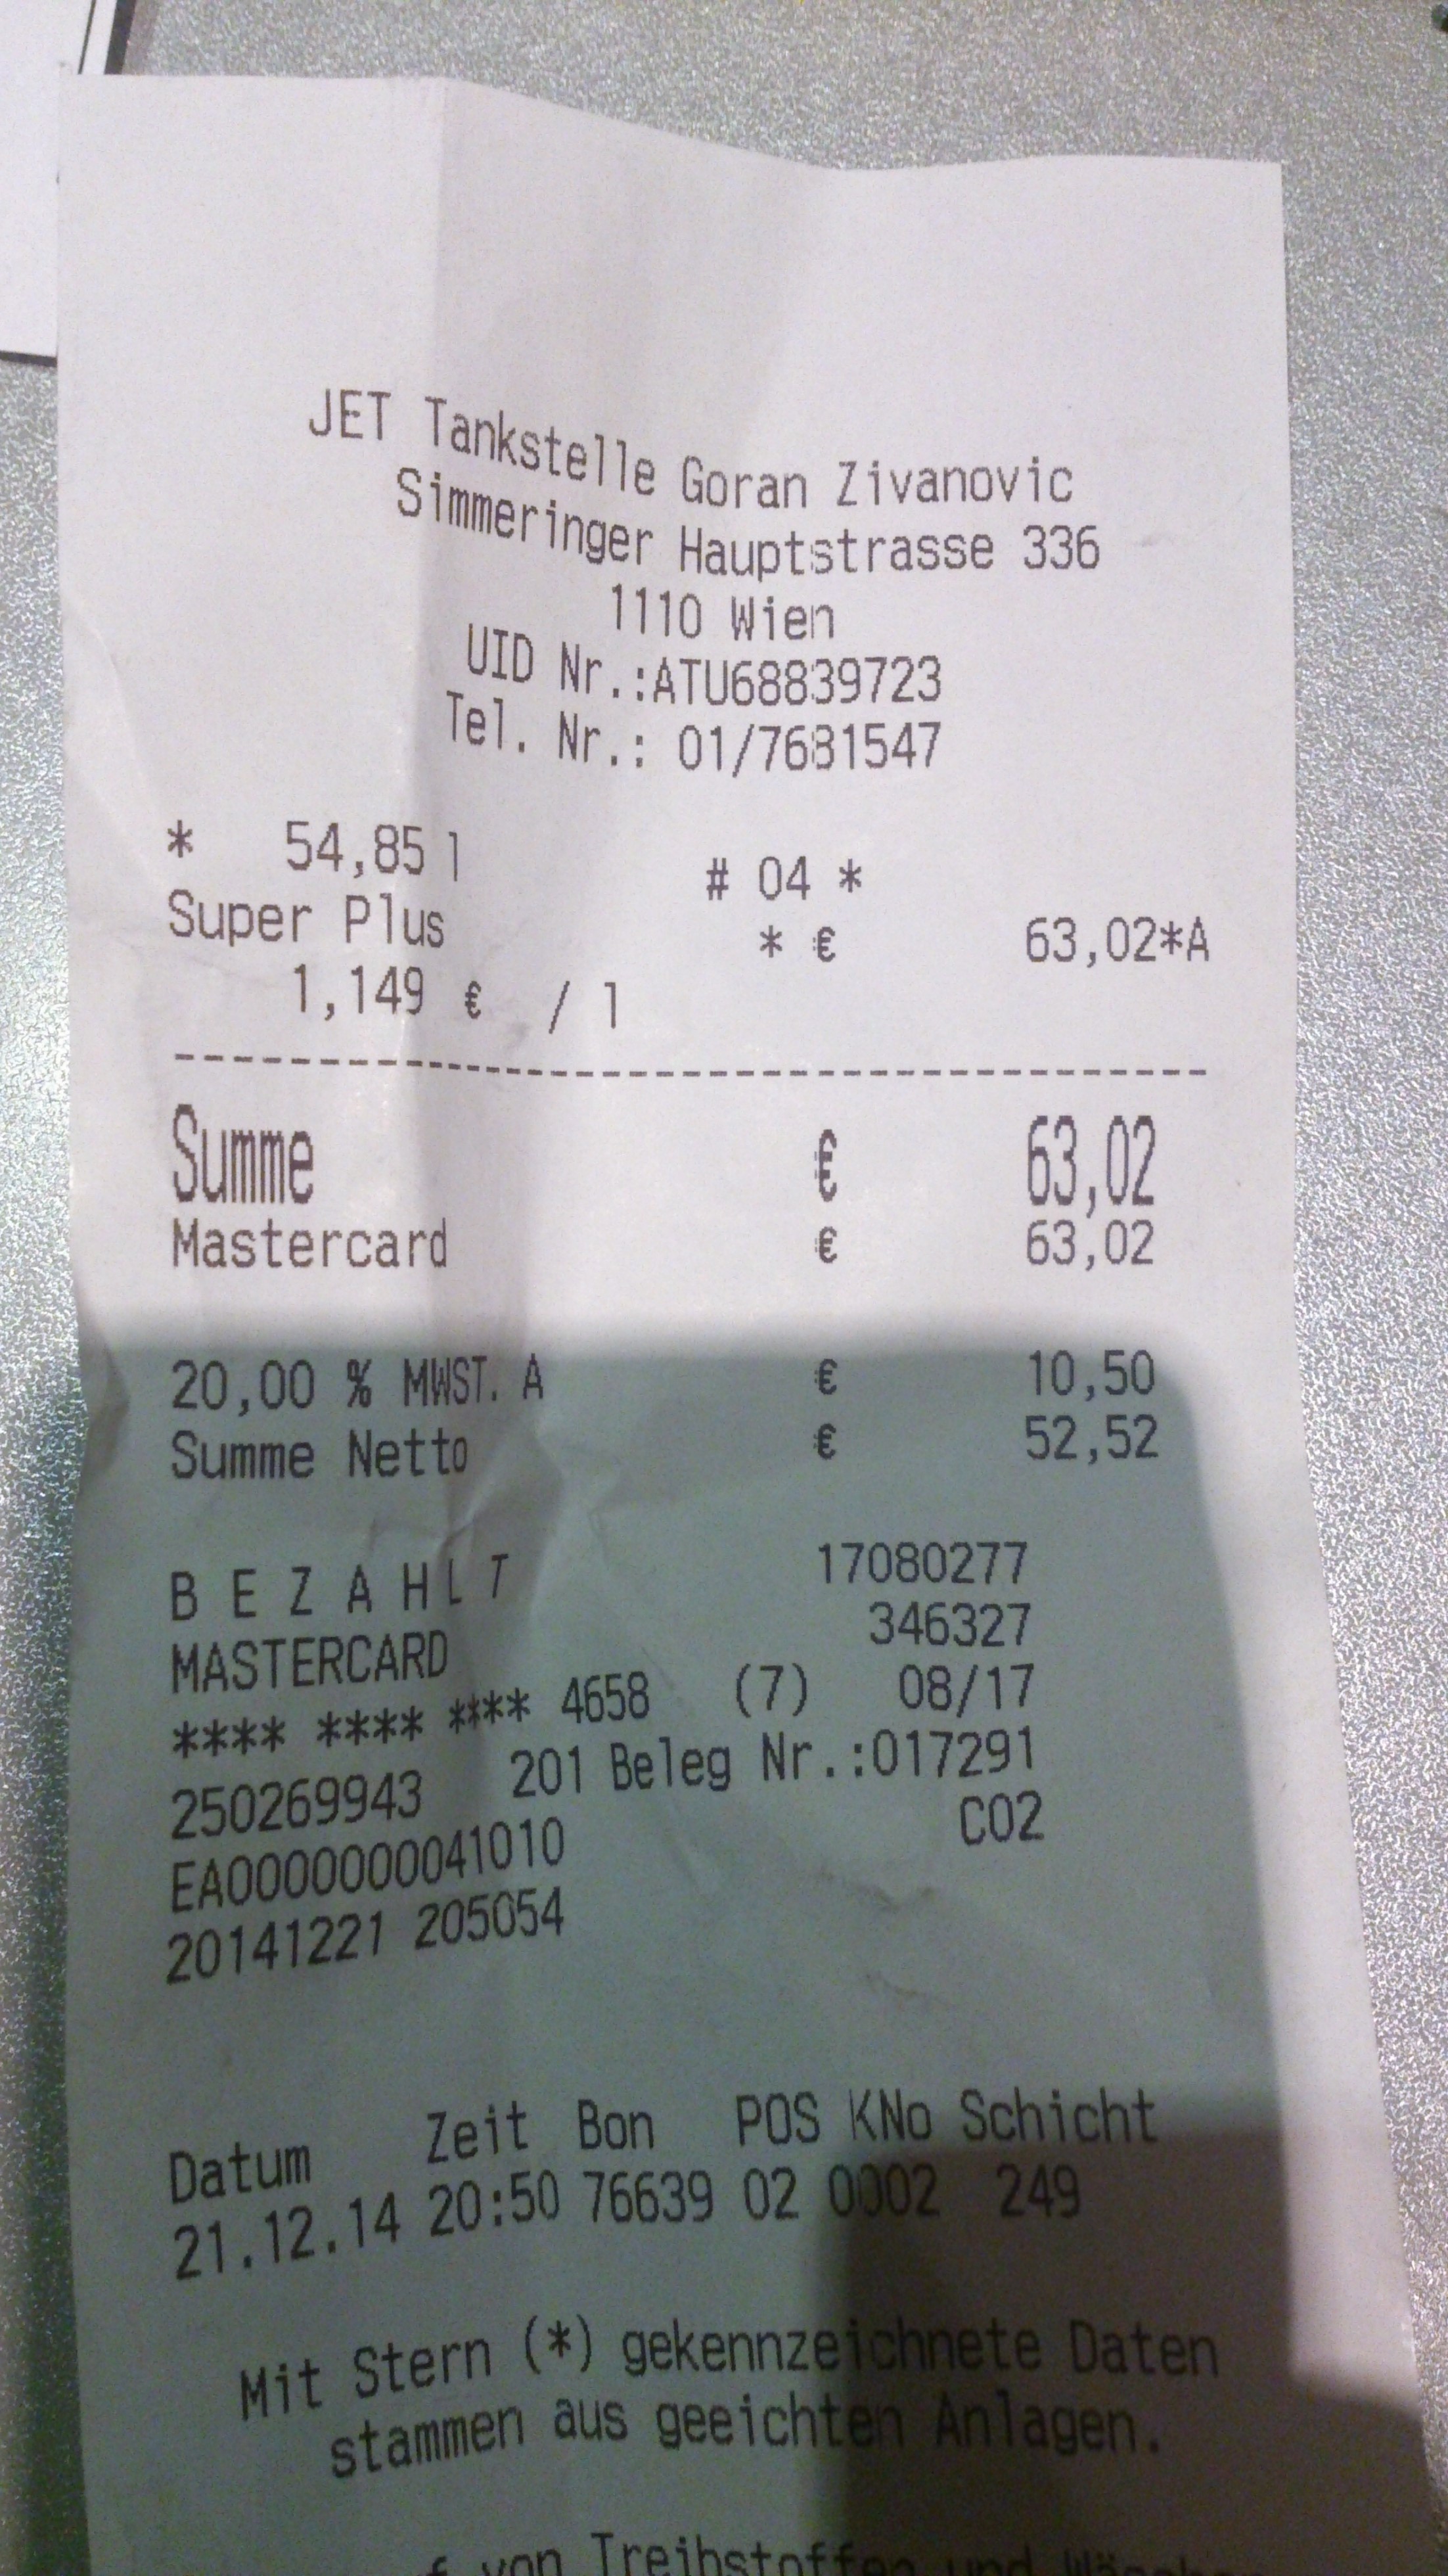 JET Tankstelle Goran Zivanovic
Simmeringer Hauptstrasse 336
1110 Wien
UID Nr.:ATU68839723
Tel. Nr.: 01/7681547
* 54,85 l # 04 *
Super Plus * € 63,02*A
1,149 € / l
----------------------------------------
Summe € 63,02
Mastercard € 63,02
20,00 % MWST. A € 10,50
Summe Netto € 52,52
B E Z A H L T 17080277
MASTERCARD 346327
**** **** **** 4658 (7) 08/17
250269943 201 Beleg Nr.:017291
EA0000000041010 C02
20141221 205054
Datum Zeit Bon POS KNo Schicht
21.12.14 20:50 76639 02 0002 249
Mit Stern (*) gekennzeichnete Daten
stammen aus geeichten Anlagen.
von Treibstoffen und